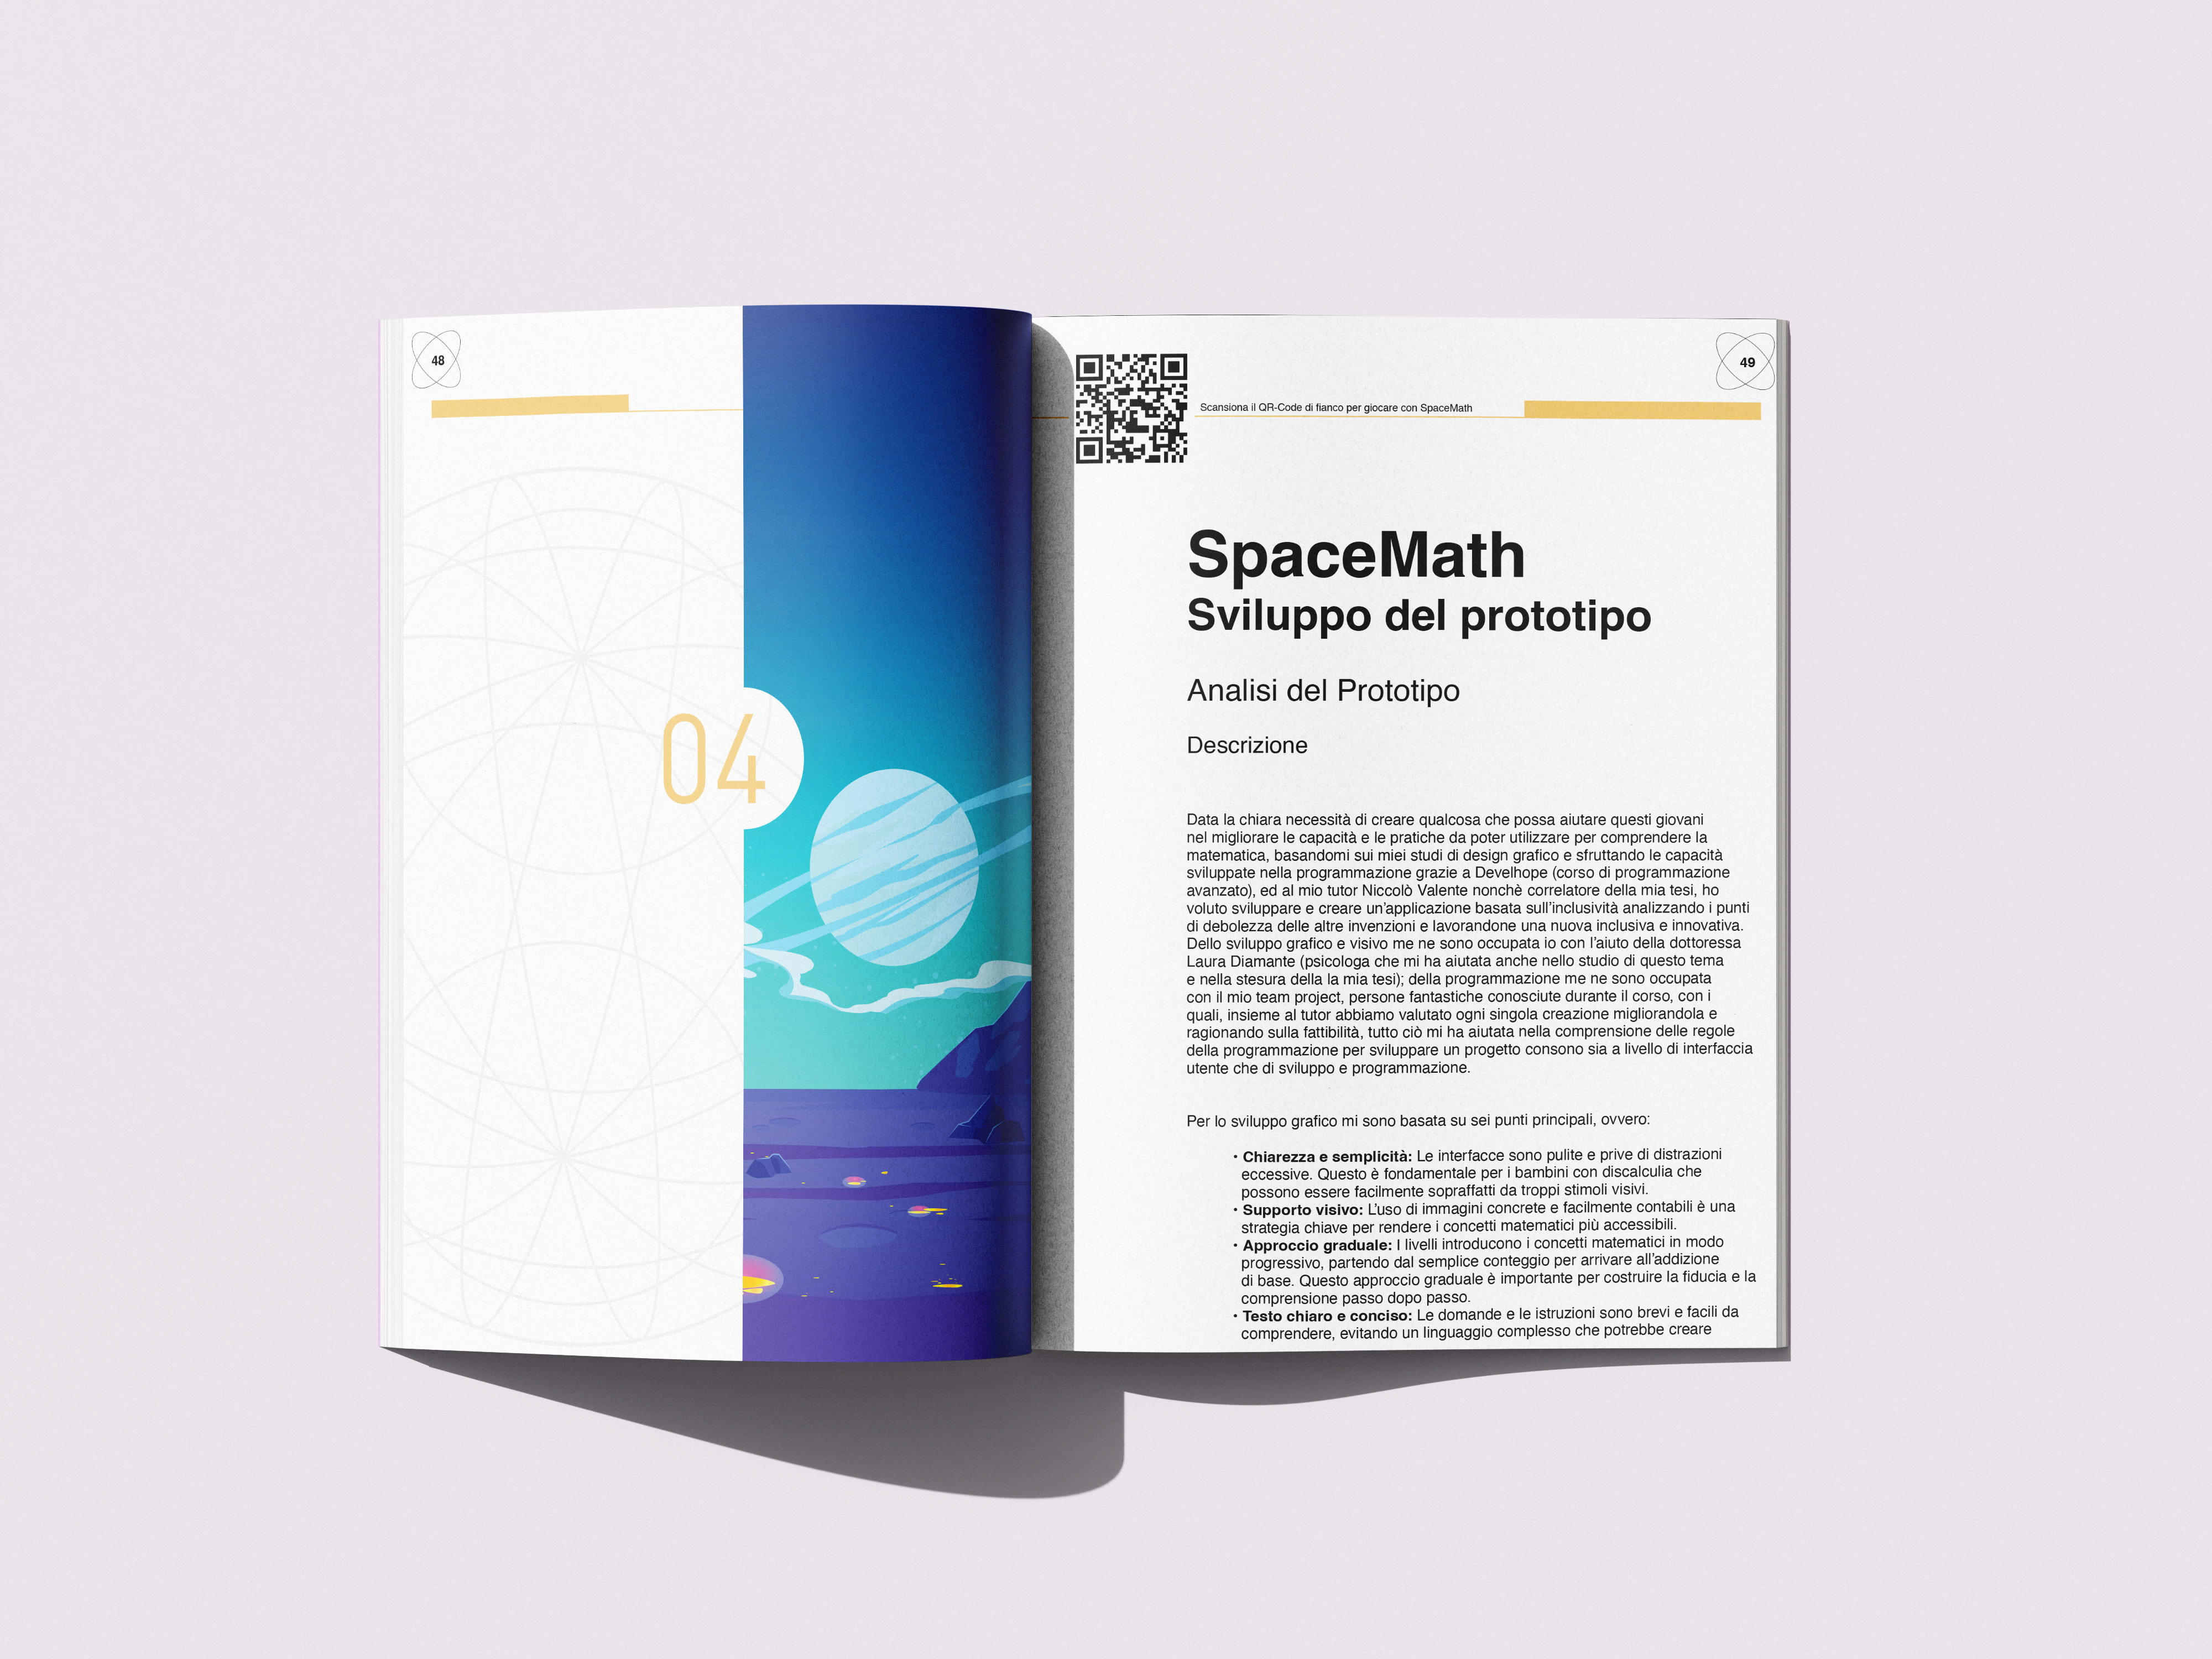 48
04
49
Scansiona il QR-Code di fianco per giocare con SpaceMath
SpaceMath
Sviluppo del prototipo
Analisi del Prototipo
Descrizione
Data la chiara necessità di creare qualcosa che possa aiutare questi giovani
nel migliorare le capacità e le pratiche da poter utilizzare per comprendere la
matematica, basandomi sui miei studi di design grafico e sfruttando le capacità
sviluppate nella programmazione grazie a Develhope (corso di programmazione
avanzato), ed al mio tutor Niccolò Valente nonchè correlatore della mia tesi, ho
voluto sviluppare e creare un'applicazione basata sull'inclusività analizzando i punti
di debolezza delle altre invenzioni e lavorandone una nuova inclusiva e innovativa.
Dello sviluppo grafico e visivo me ne sono occupata io con l'aiuto della dottoressa
Laura Diamante (psicologa che mi ha aiutata anche nello studio di questo tema
e nella stesura della la mia tesi); della programmazione me ne sono occupata
con il mio team project, persone fantastiche conosciute durante il corso, con i
quali, insieme al tutor abbiamo valutato ogni singola creazione migliorandola e
ragionando sulla fattibilità, tutto ciò mi ha aiutata nella comprensione delle regole
della programmazione per sviluppare un progetto consono sia a livello di interfaccia
utente che di sviluppo e programmazione.
Per lo sviluppo grafico mi sono basata su sei punti principali, ovvero:
• Chiarezza e semplicità: Le interfacce sono pulite e prive di distrazioni
eccessive. Questo è fondamentale per i bambini con discalculia che
possono essere facilmente sopraffatti da troppi stimoli visivi.
• Supporto visivo: L'uso di immagini concrete e facilmente contabili è una
strategia chiave per rendere i concetti matematici più accessibili.
• Approccio graduale: I livelli introducono i concetti matematici in modo
progressivo, partendo dal semplice conteggio per arrivare all'addizione
di base. Questo approccio graduale è importante per costruire la fiducia e la
comprensione passo dopo passo.
• Testo chiaro e conciso: Le domande e le istruzioni sono brevi e facili da
comprendere, evitando un linguaggio complesso che potrebbe creare